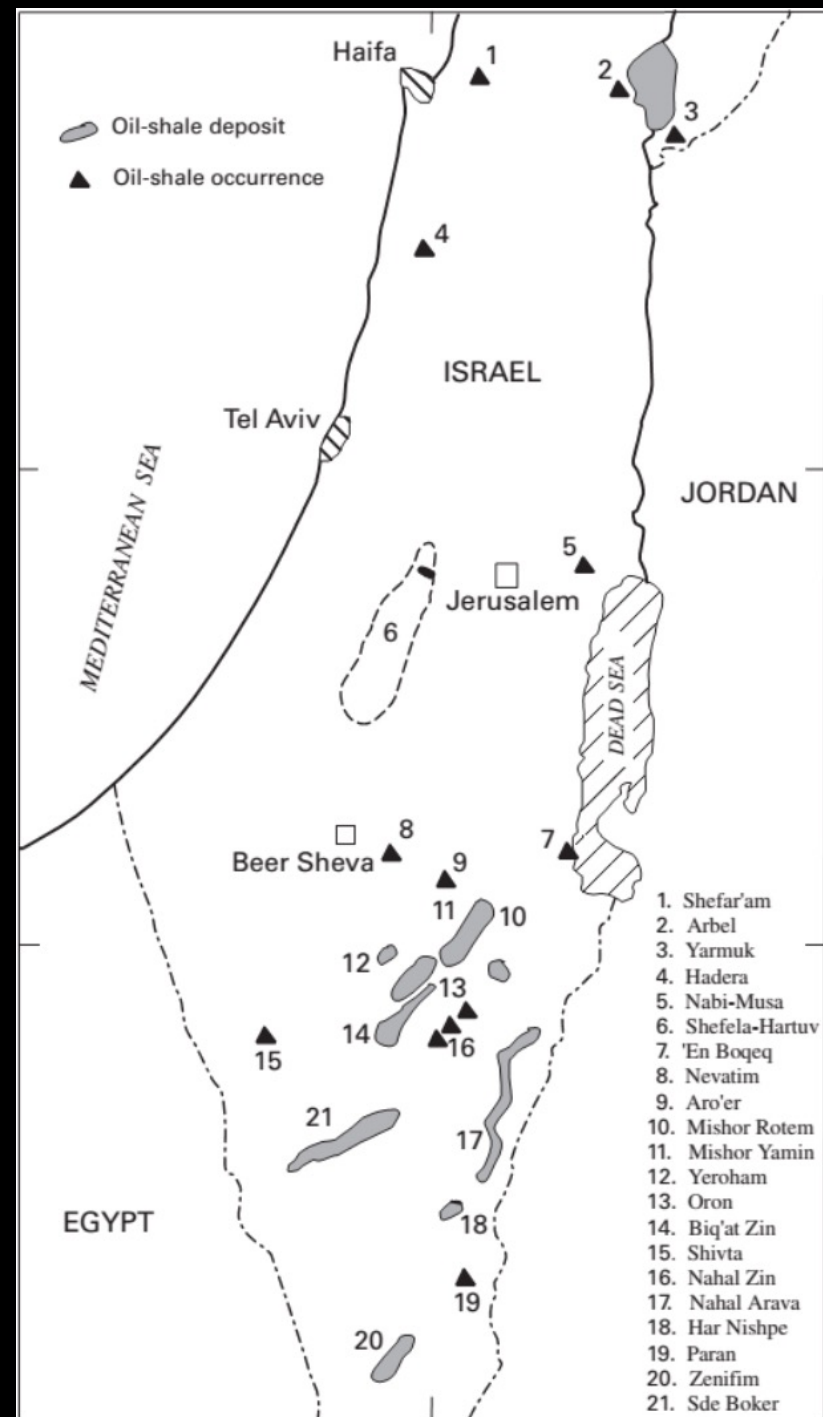 Haifa
1
2
3
Oil-shale deposit
Oil-shale occurrence
4
ISRAEL
Tel Aviv
MEDITERRANEAN SEA
JORDAN
5
Jerusalem
6
DEAD SEA
8
7
Beer Sheva
9
11
10
12
13
14
15
16
21
17
EGYPT
18
19
20
1. Shefar'am
2. Arbel
3. Yarmuk
4. Hadera
5. Nabi-Musa
6. Shefela-Hartuv
7. 'En Boqeq
8. Nevatim
9. Aro'er
10. Mishor Rotem
11. Mishor Yamin
12. Yeroham
13. Oron
14. Biq'at Zin
15. Shivta
16. Nahal Zin
17. Nahal Arava
18. Har Nishpe
19. Paran
20. Zenifim
21. Sde Boker